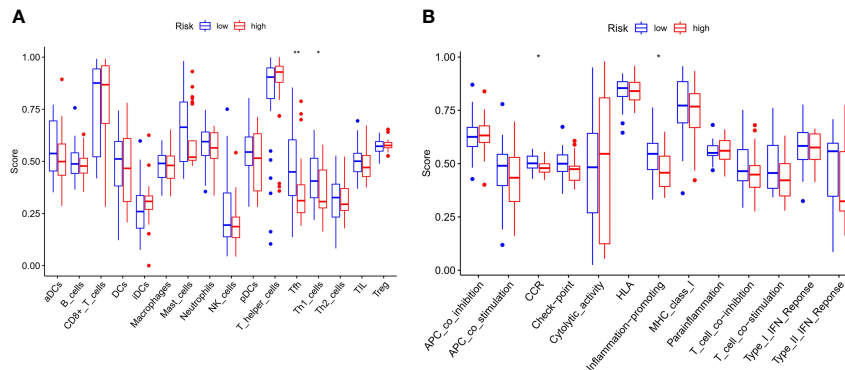 A
Risk low high
** *
1.00
0.75
0.50
0.25
0.00
Score
aDCs
B_cells
CD8+_T_cells
DCs
iDCs
Macrophages
Mast_cells
Neutrophils
NK_cells
pDCs
T_helper_cells
Tfh
Th1_cells
Th2_cells
TIL
Treg
B
Risk low high
* *
1.00
0.75
0.50
0.25
0.00
Score
APC_co_inhibition
APC_co_stimulation
CCR
Check-point
Cytolytic_activity
HLA
Inflammation-promoting
MHC_class_I
Parainflammation
T_cell_co-inhibition
T_cell_co-stimulation
Type_I_IFN_Reponse
Type_II_IFN_Reponse